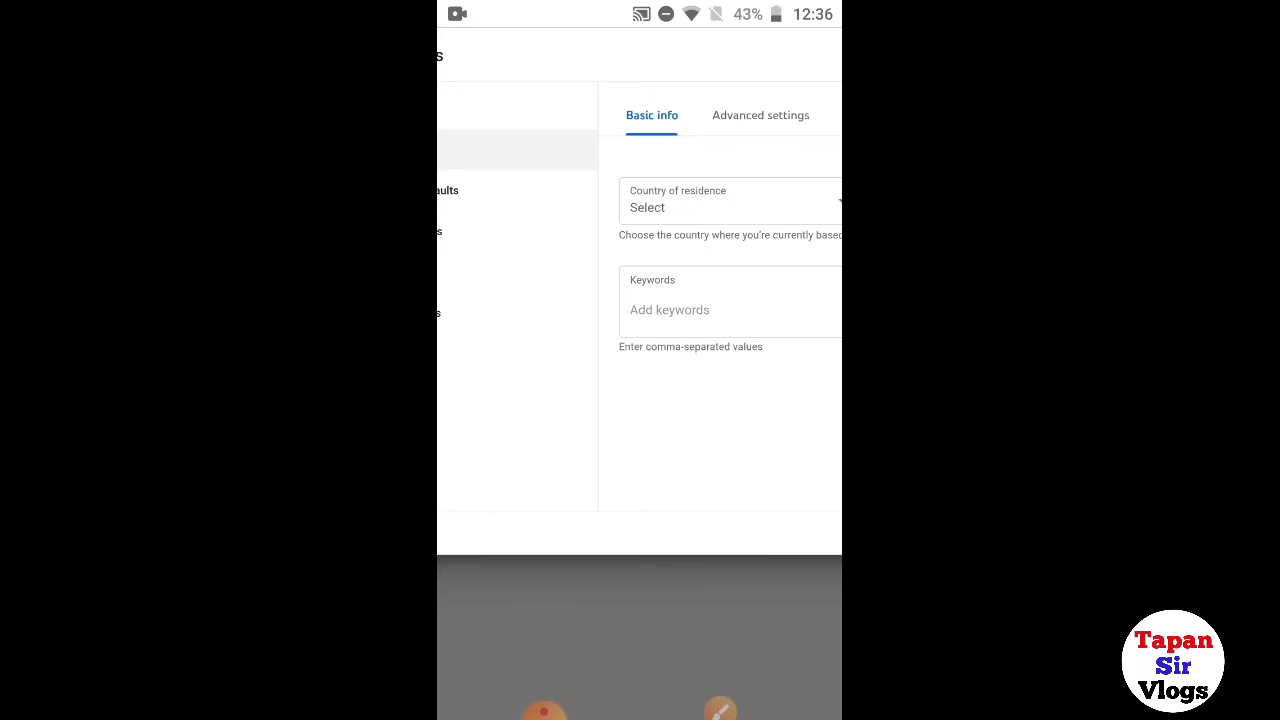 43% 12:36
s
Basic info Advanced settings
aults
s
s
Country of residence
Select
Choose the country where you're currently based
Keywords
Add keywords
Enter comma-separated values
Tapan
Sir
Vlogs